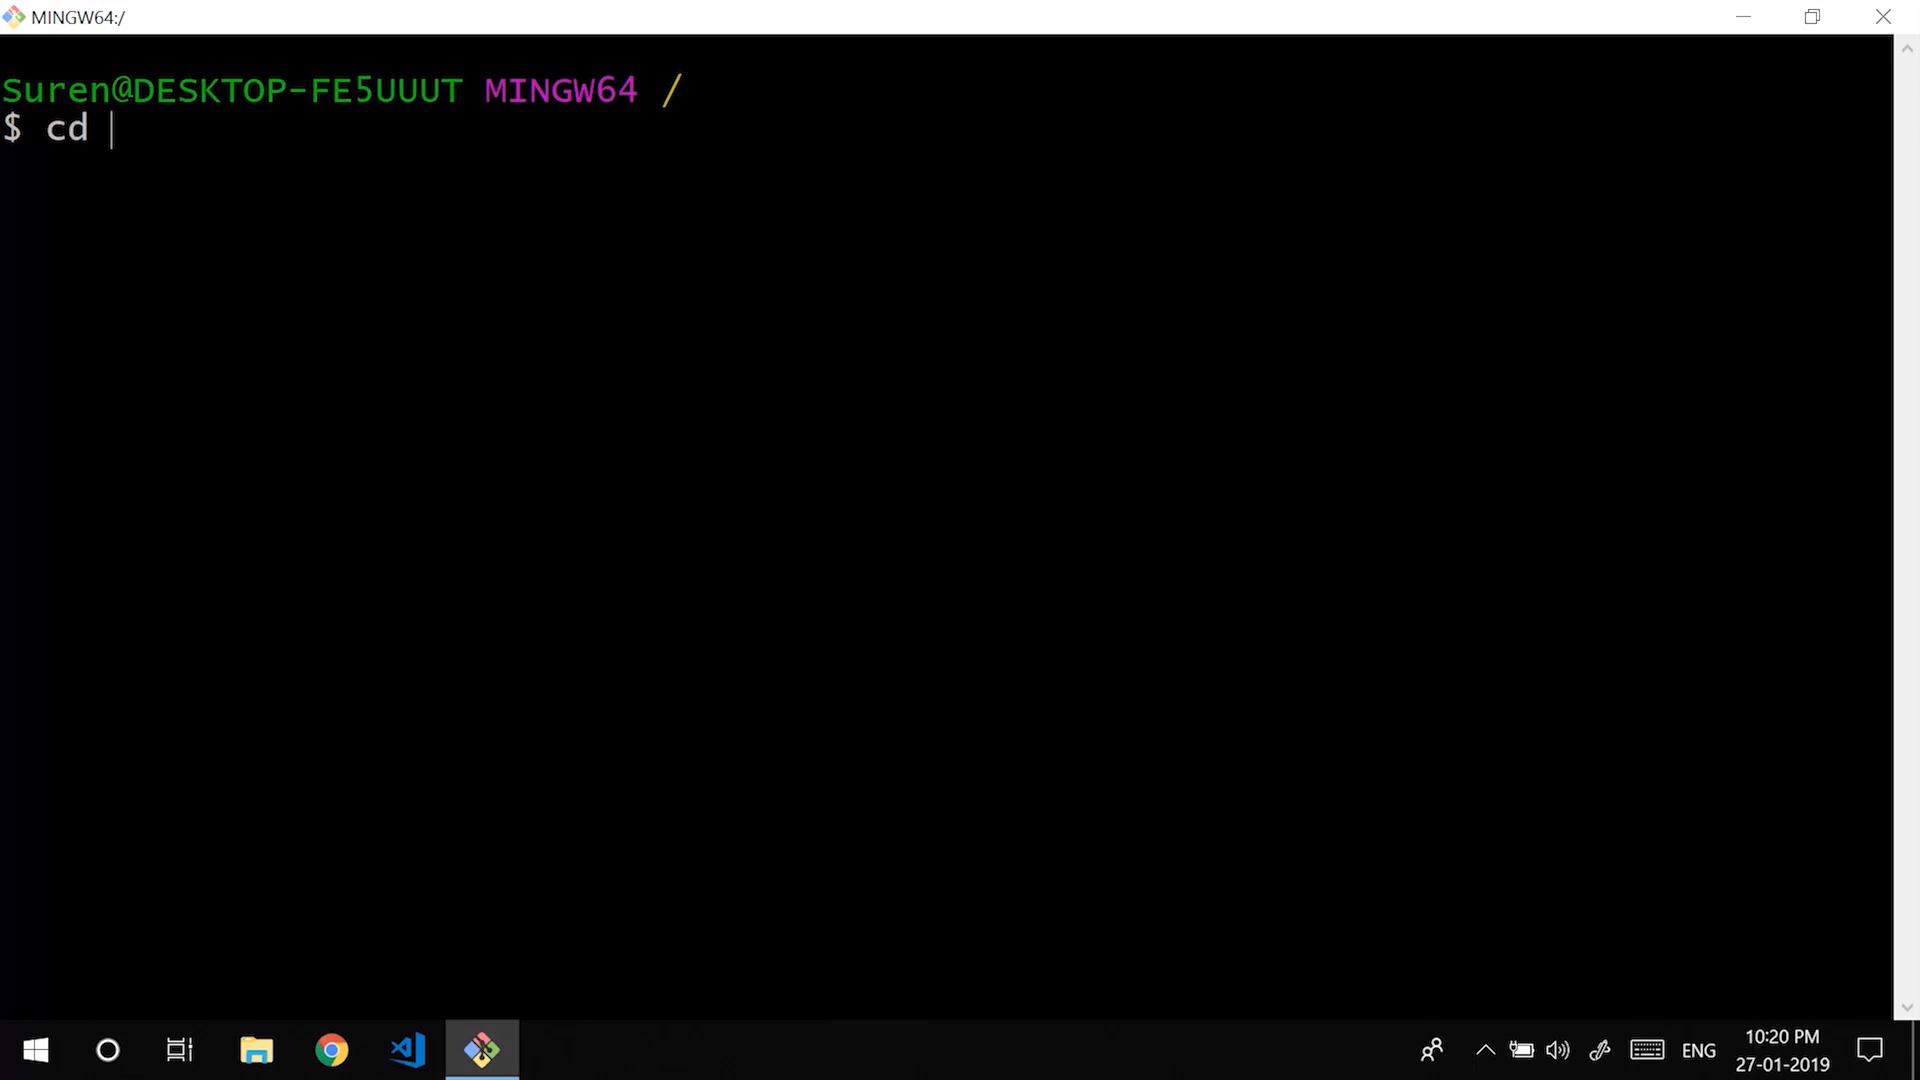 MINGW64:/
Suren@DESKTOP-FE5UUUT MINGW64 /
$ cd
ENG
10:20 PM
27-01-2019